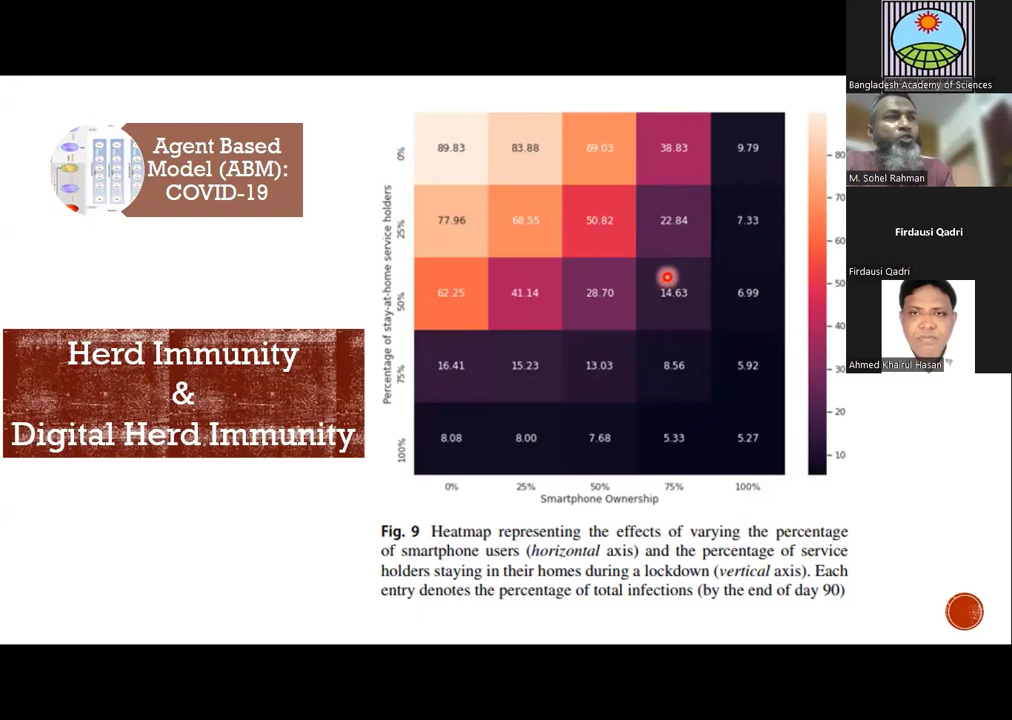 Agent Based
Model (ABM):
COVID-19
Herd Immunity
&
Digital Herd Immunity
Percentage of stay-at-home service holders
0% 89.83 83.88 69.03 38.83 9.79
25% 77.96 68.55 50.82 22.84 7.33
50% 62.25 41.14 28.70 14.63 6.99
75% 16.41 15.23 13.03 8.56 5.92
100% 8.08 8.00 7.68 5.33 5.27
0% 25% 50% 75% 100%
Smartphone Ownership
80
70
60
50
40
30
20
10
Fig. 9 Heatmap representing the effects of varying the percentage
of smartphone users (horizontal axis) and the percentage of service
holders staying in their homes during a lockdown (vertical axis). Each
entry denotes the percentage of total infections (by the end of day 90)
Bangladesh Academy of Sciences
M. Sohel Rahman
Firdausi Qadri
Firdausi Qadri
Ahmed Khairul Hasan